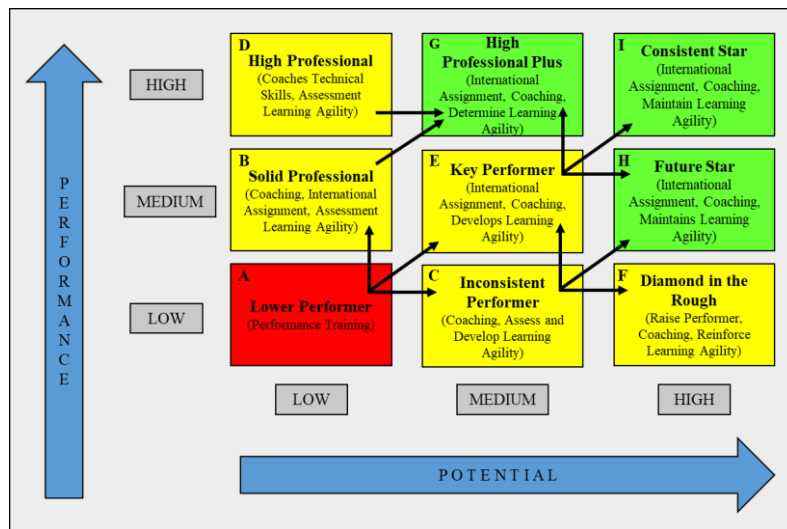 PERFORMANCE
HIGH
D
High Professional
(Coaches Technical
Skills, Assessment
Learning Agility)
G
High
Professional Plus
(International
Assignment, Coaching,
Determine Learning
Agility)
I
Consistent Star
(International
Assignment, Coaching,
Maintain Learning
Agility)
MEDIUM
B
Solid Professional
(Coaching, International
Assignment, Assessment
Learning Agility)
E
Key Performer
(International
Assignment, Coaching,
Develops Learning
Agility)
H
Future Star
(International
Assignment, Coaching,
Maintains Learning
Agility)
LOW
A
Lower Performer
(Performance Training)
C
Inconsistent
Performer
(Coaching, Assess and
Develop Learning
Agility)
F
Diamond in the
Rough
(Raise Performer,
Coaching, Reinforce
Learning Agility)
LOW
MEDIUM
HIGH
POTENTIAL